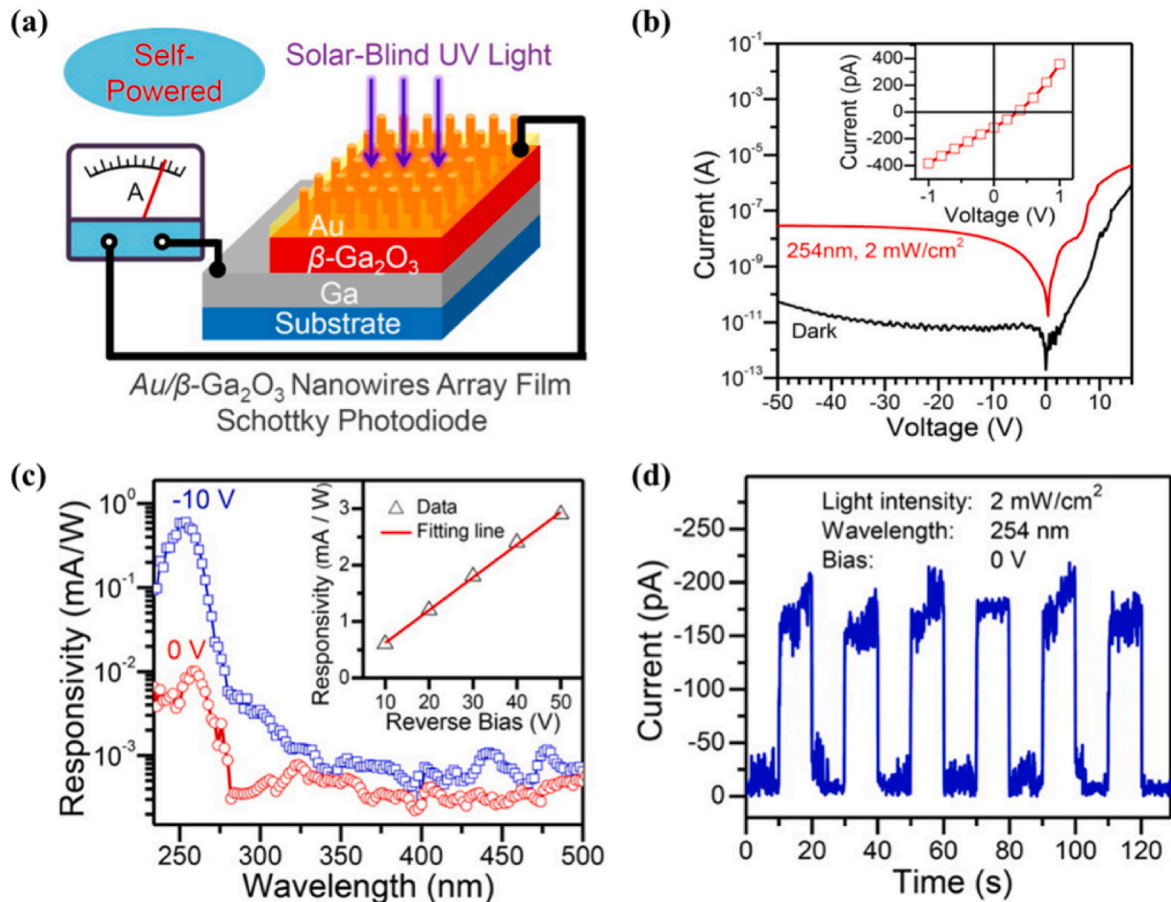 (a)
Self-
Powered
Solar-Blind UV Light
A
Au
β-Ga₂O₃
Ga
Substrate
Au/β-Ga₂O₃ Nanowires Array Film
Schottky Photodiode
(b)
Current (A)
10⁻¹
10⁻³
10⁻⁵
10⁻⁷
10⁻⁹
10⁻¹¹
10⁻¹³
Current (pA)
400
200
0
-200
-400
-1 0 1
Voltage (V)
254nm, 2 mW/cm²
Dark
-50 -40 -30 -20 -10 0 10
Voltage (V)
(c)
Responsivity (mA/W)
10⁰
10⁻¹
10⁻²
10⁻³
-10 V
0 V
Responsivity (mA / W)
3
2
1
0
Data
Fitting line
10 20 30 40 50
Reverse Bias (V)
250 300 350 400 450 500
Wavelength (nm)
(d)
Current (pA)
-250
-200
-150
-100
-50
0
Light intensity: 2 mW/cm²
Wavelength: 254 nm
Bias: 0 V
0 20 40 60 80 100 120
Time (s)